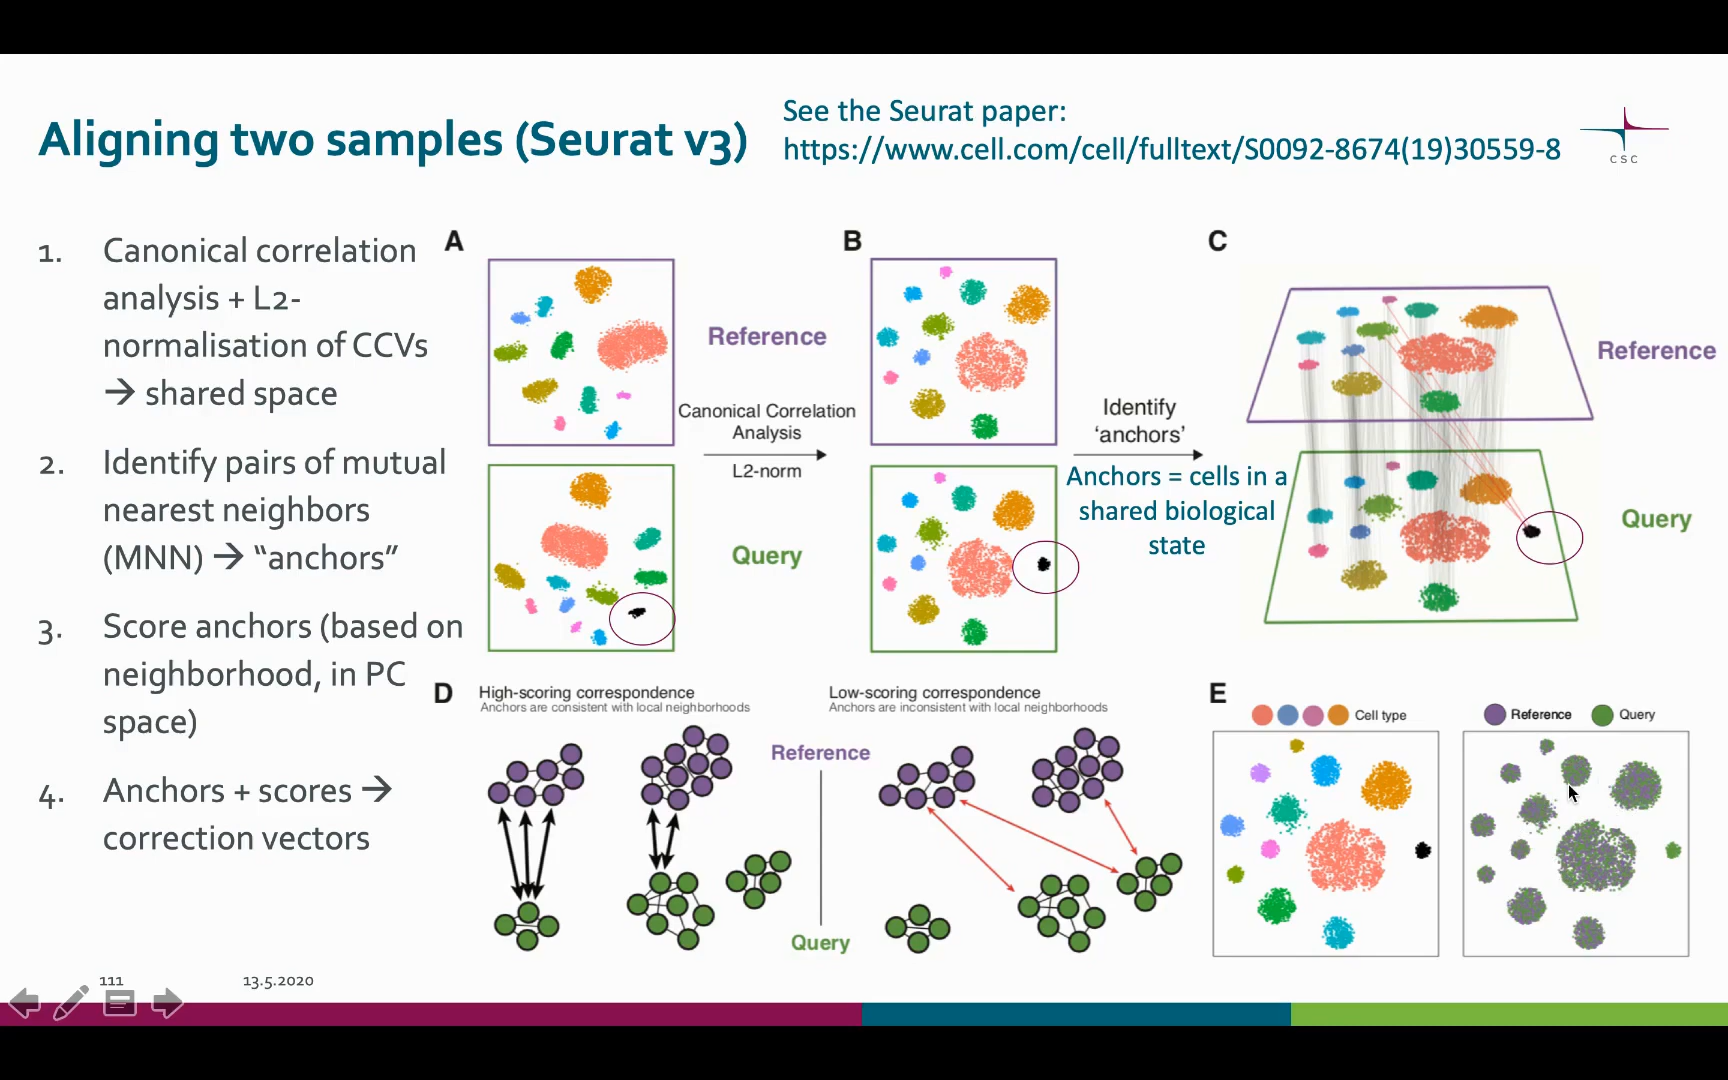 Aligning two samples (Seurat v3)
See the Seurat paper:
https://www.cell.com/cell/fulltext/S0092-8674(19)30559-8
CSC
1. Canonical correlation
analysis + L2-
normalisation of CCVs
→ shared space
2. Identify pairs of mutual
nearest neighbors
(MNN) → “anchors”
3. Score anchors (based on
neighborhood, in PC
space)
4. Anchors + scores →
correction vectors
A
Reference
Canonical Correlation
Analysis
L2-norm
Query
B
Identify
‘anchors’
Anchors = cells in a
shared biological
state
C
Reference
Query
D
High-scoring correspondence
Anchors are consistent with local neighborhoods
Low-scoring correspondence
Anchors are inconsistent with local neighborhoods
Reference
Query
E
Cell type
Reference
Query
111
13.5.2020